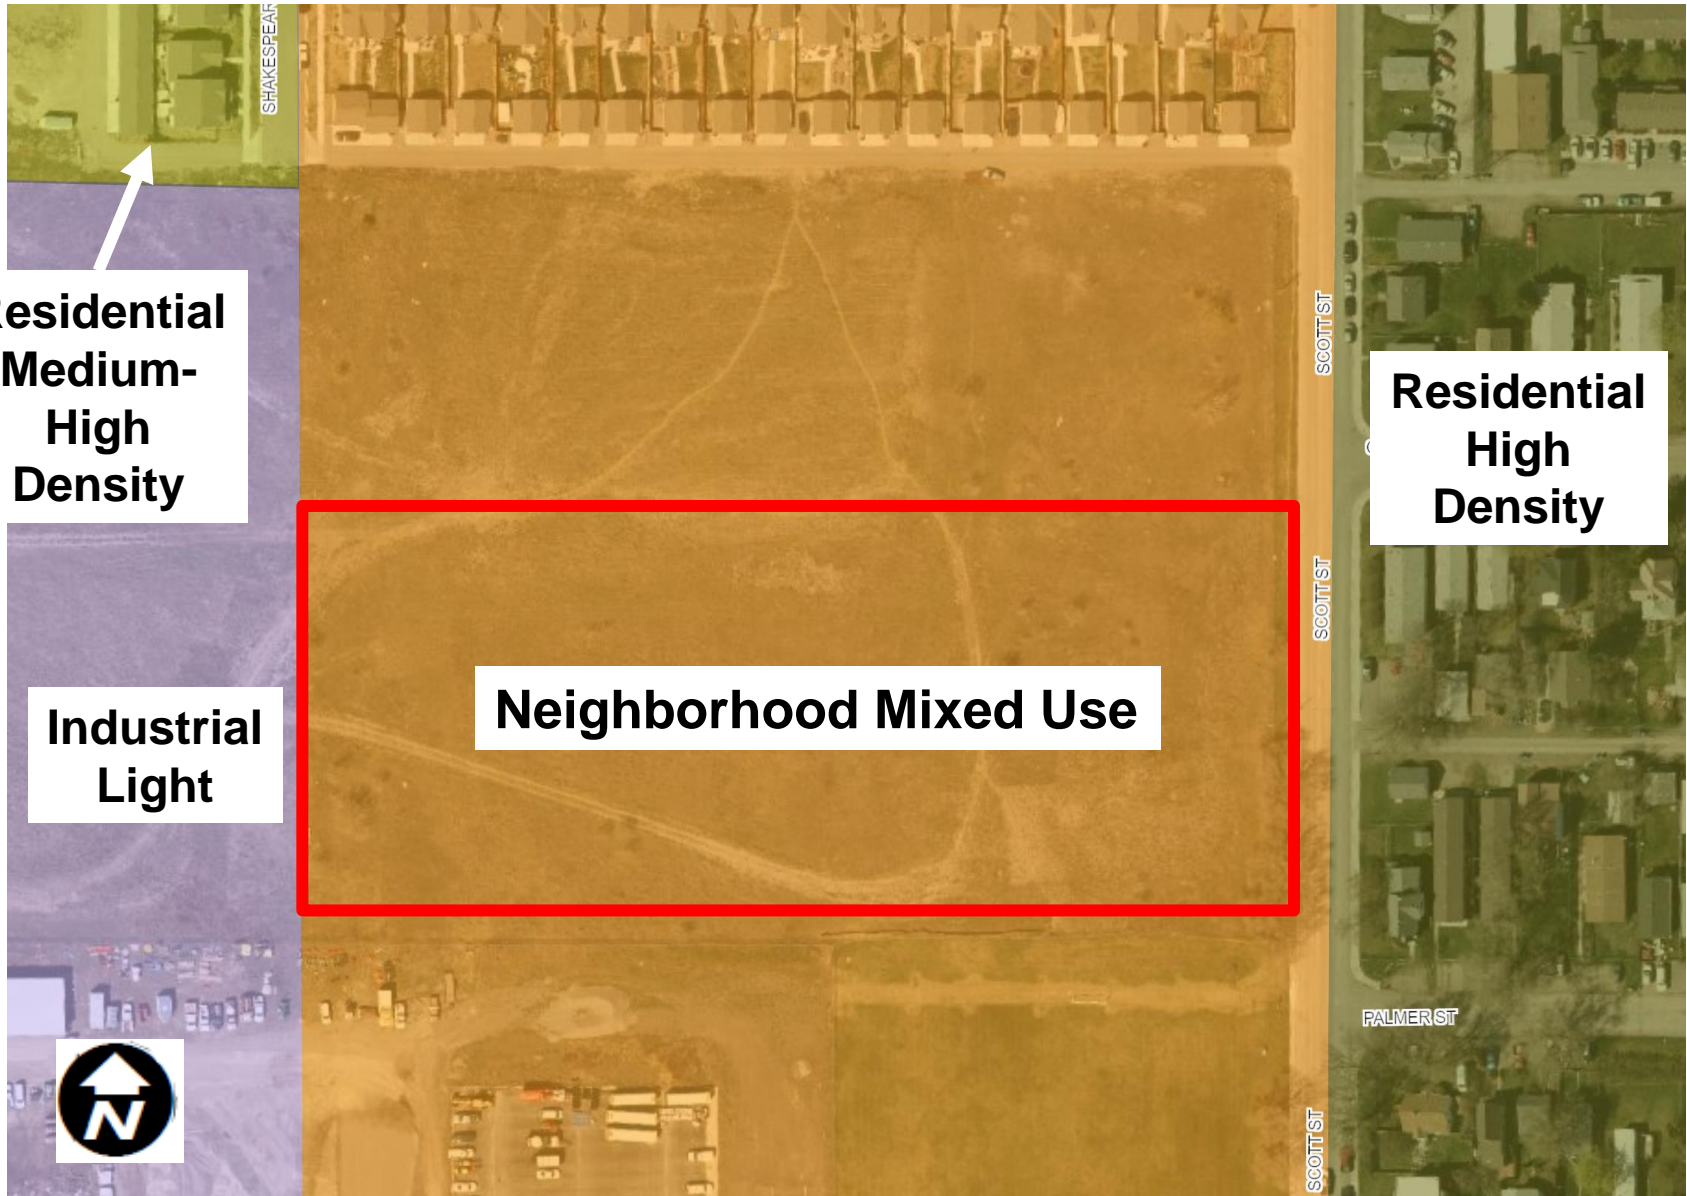 SHAKESPEAR
Residential
Medium-
High
Density
SCOTT ST
Residential
High
Density
SCOTT ST
Neighborhood Mixed Use
Industrial
Light
PALMER ST
N
SCOTT ST